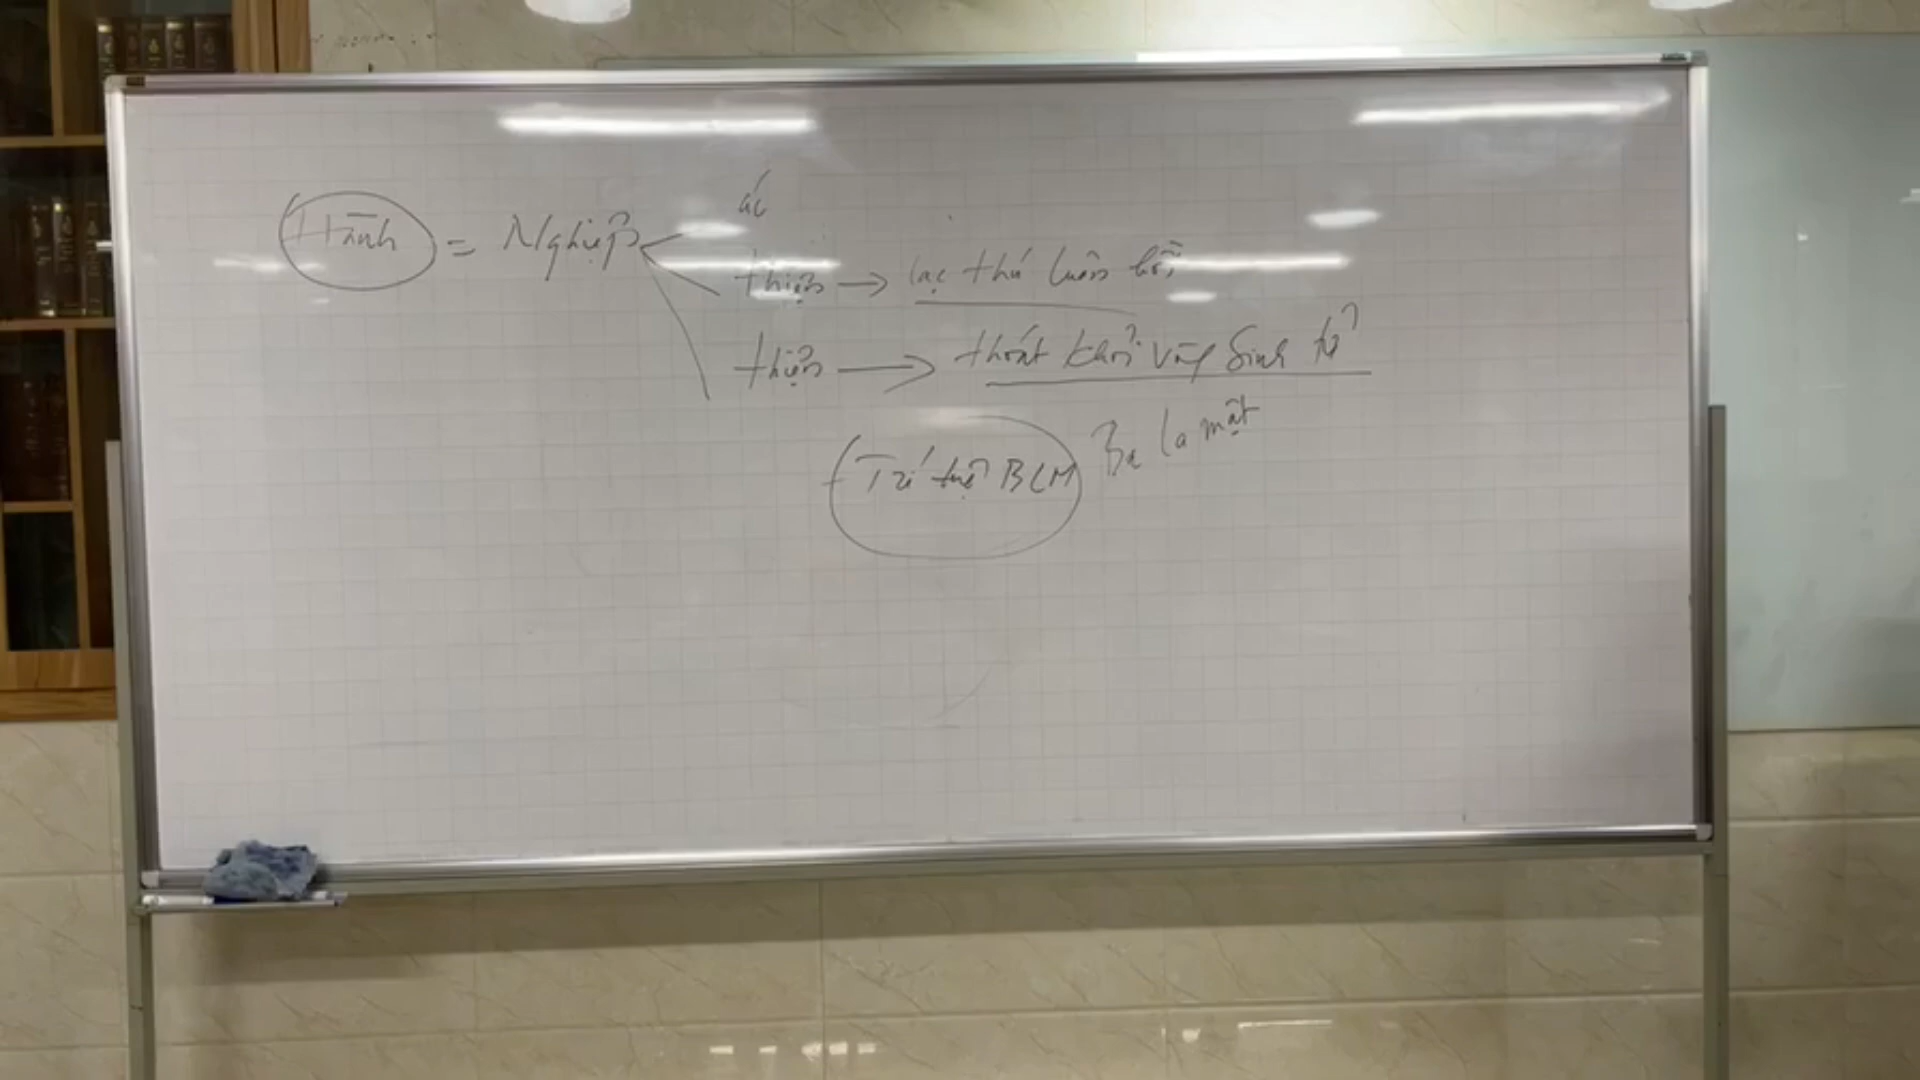 ác
Hành = Nghiệp
thiện → lạc thú luân hồi
thiện → thoát khỏi vòng sinh tử
Trí tuệ BLM Ba la mật